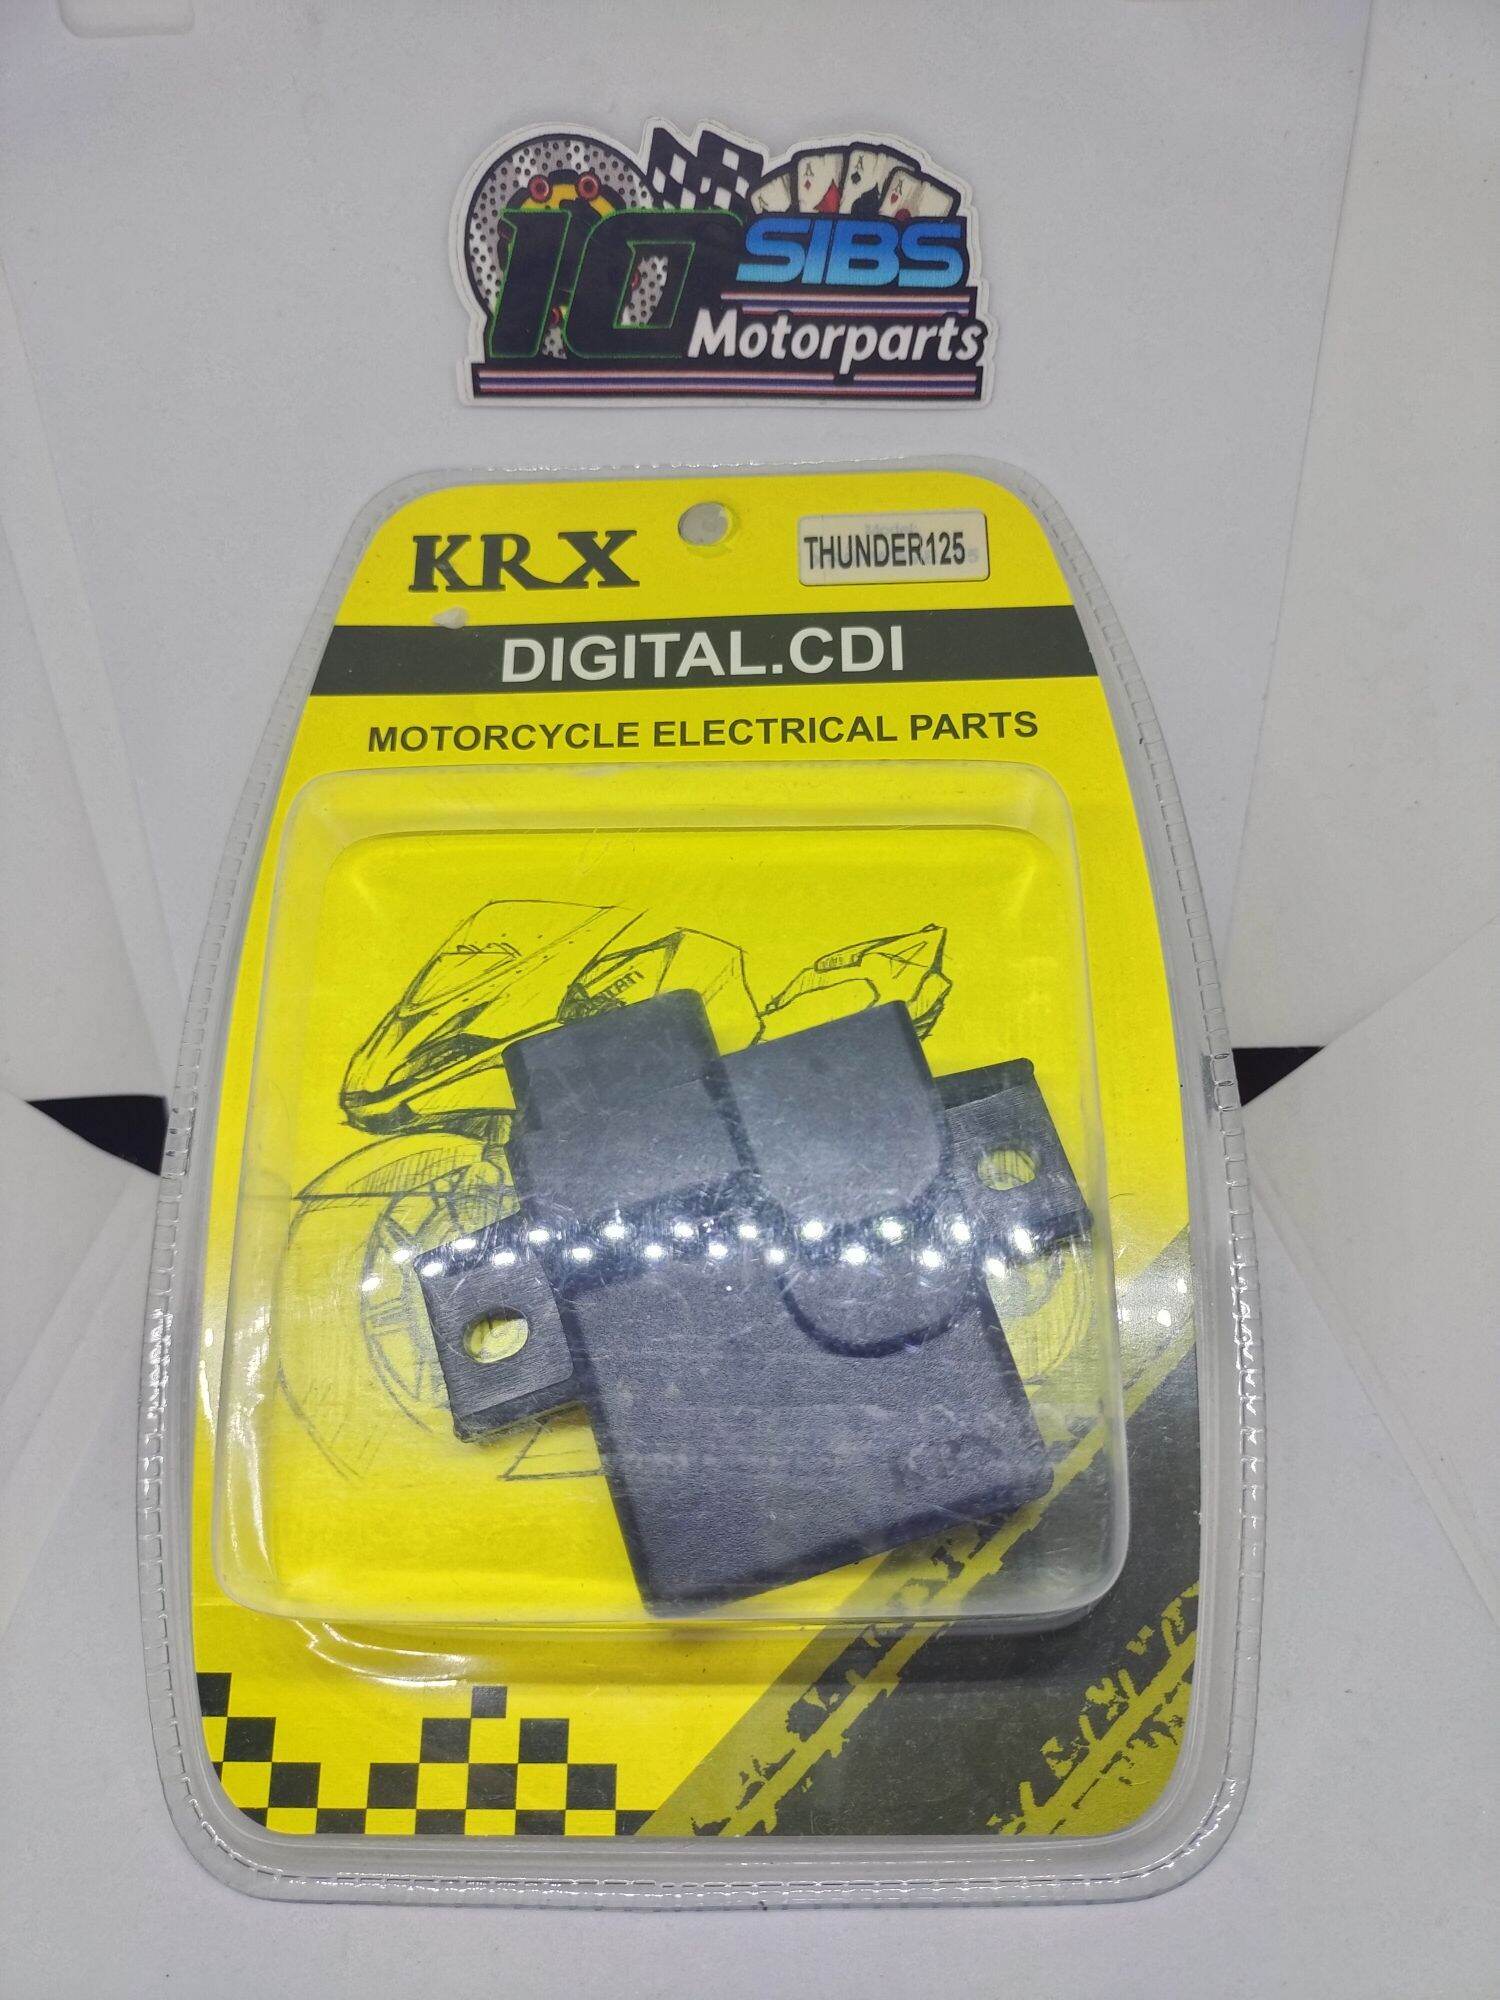 10 SIBS
Motorparts
KRX
THUNDER125
DIGITAL.CDI
MOTORCYCLE ELECTRICAL PARTS